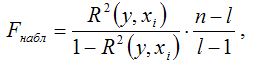 F_набл = R²(y, x_i) / (1 − R²(y, x_i)) · (n − l) / (l − 1) ,